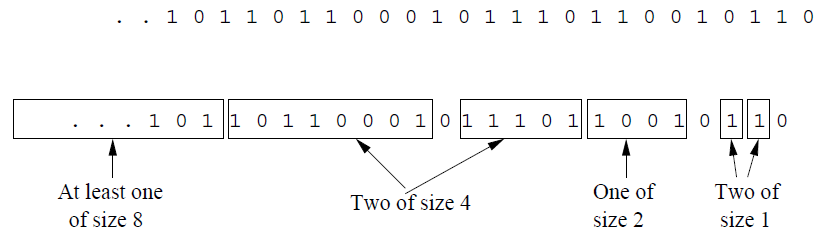 . . 1 0 1 1 0 1 1 0 0 0 1 0 1 1 1 0 1 1 0 0 1 0 1 1 0
. . . 1 0 1 1 0 1 1 0 0 0 1 0 1 1 1 0 1 1 0 0 1 0 1 1 0
At least one
of size 8
Two of size 4
One of
size 2
Two of
size 1